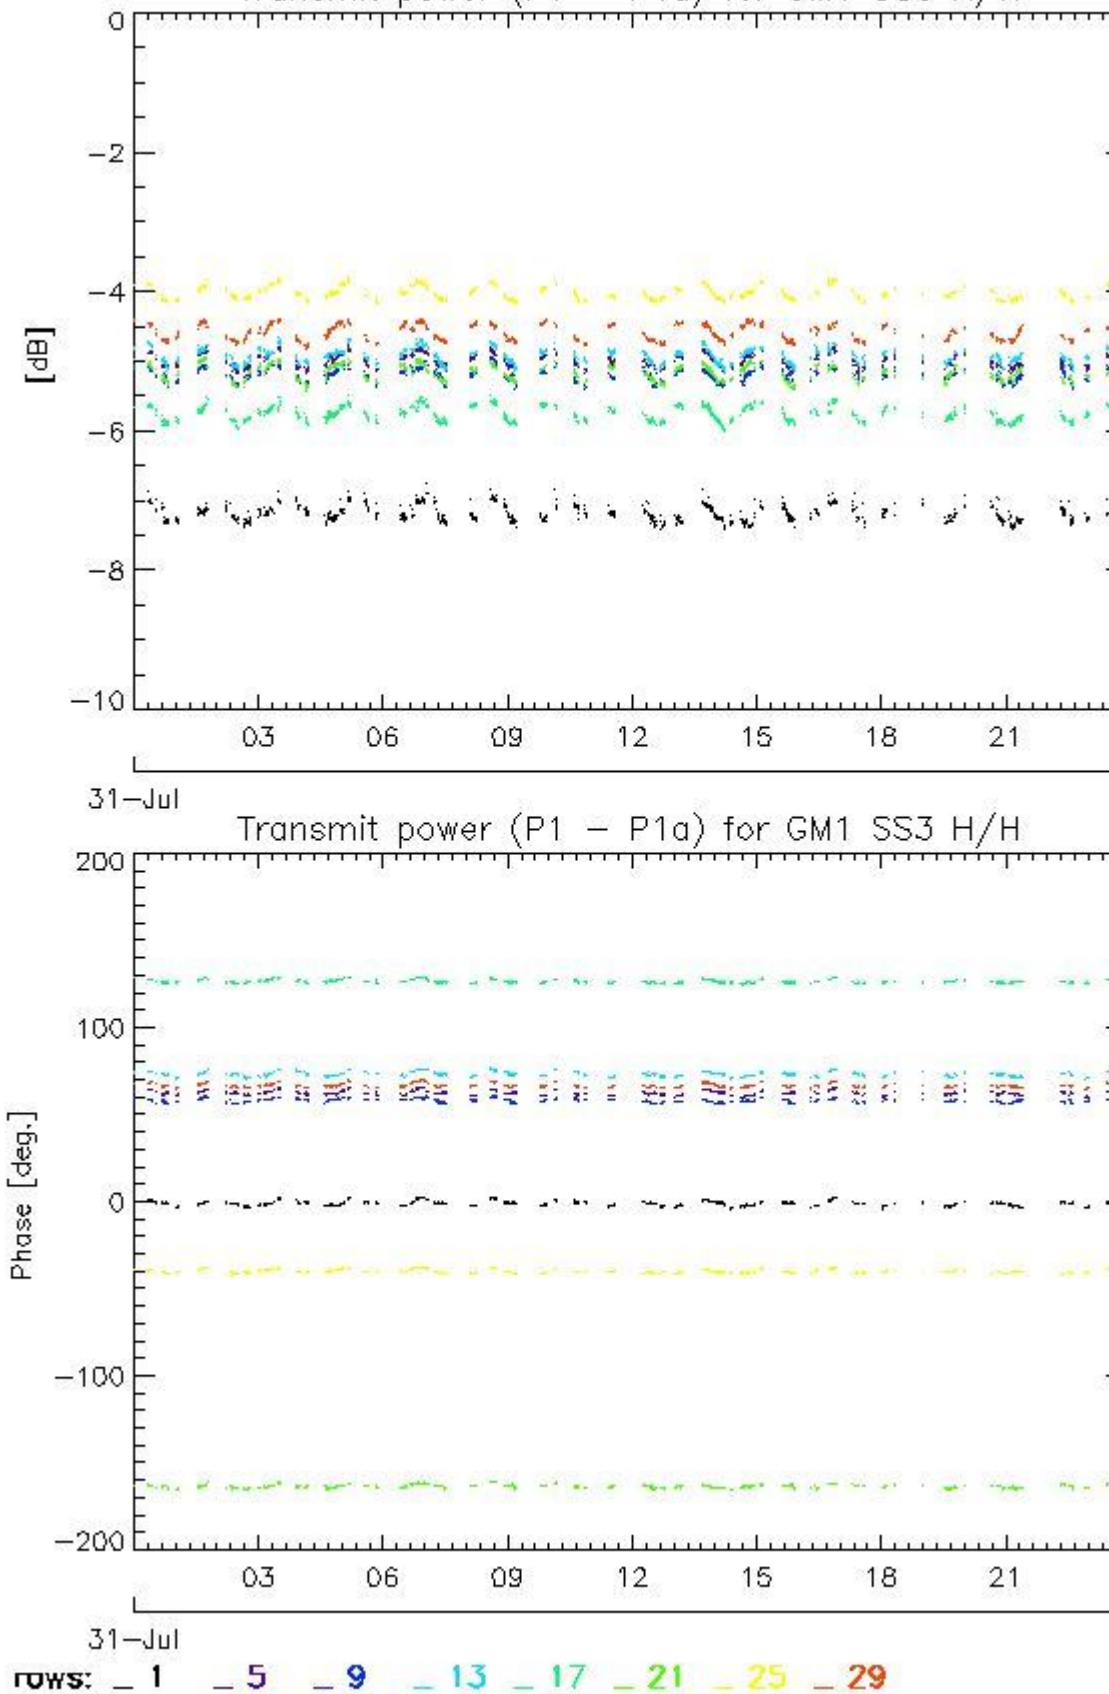 0
−2
−4
[dB]
−6
−8
−10
03 06 09 12 15 18 21
31−Jul
Transmit power (P1 − P1a) for GM1 SS3 H/H
200
100
Phase [deg.]
0
−100
−200
03 06 09 12 15 18 21
31−Jul
rows: _ 1 _ 5 _ 9 _ 13 _ 17 _ 21 _ 25 _ 29